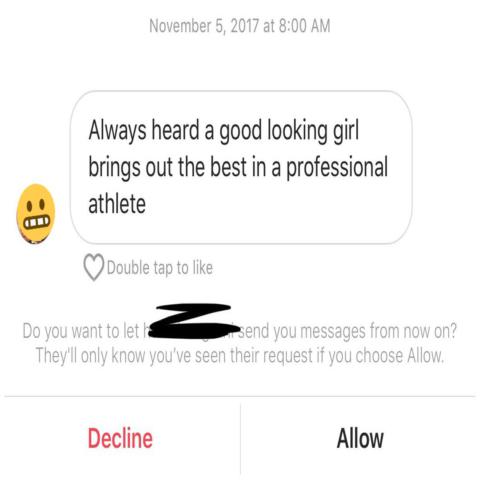 November 5, 2017 at 8:00 AM
Always heard a good looking girl
brings out the best in a professional
athlete
Double tap to like
Do you want to let send you messages from now on?
They'll only know you've seen their request if you choose Allow.
Decline
Allow